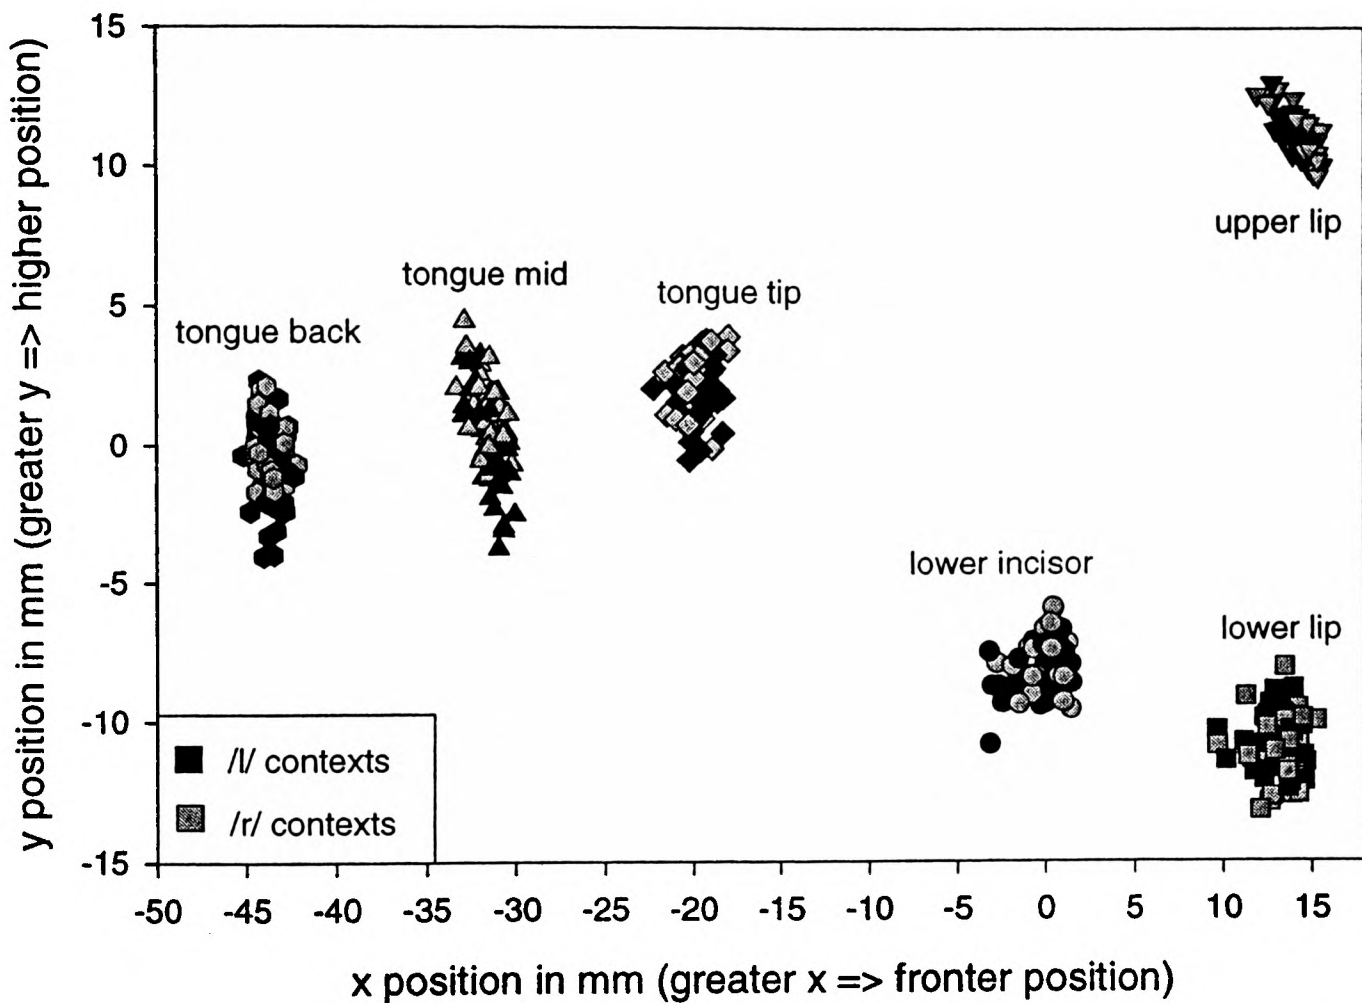 15
10
5
0
-5
-10
-15
y position in mm (greater y => higher position)
upper lip
tongue mid
tongue tip
tongue back
lower incisor
lower lip
/l/ contexts
/r/ contexts
-50 -45 -40 -35 -30 -25 -20 -15 -10 -5 0 5 10 15
x position in mm (greater x => fronter position)